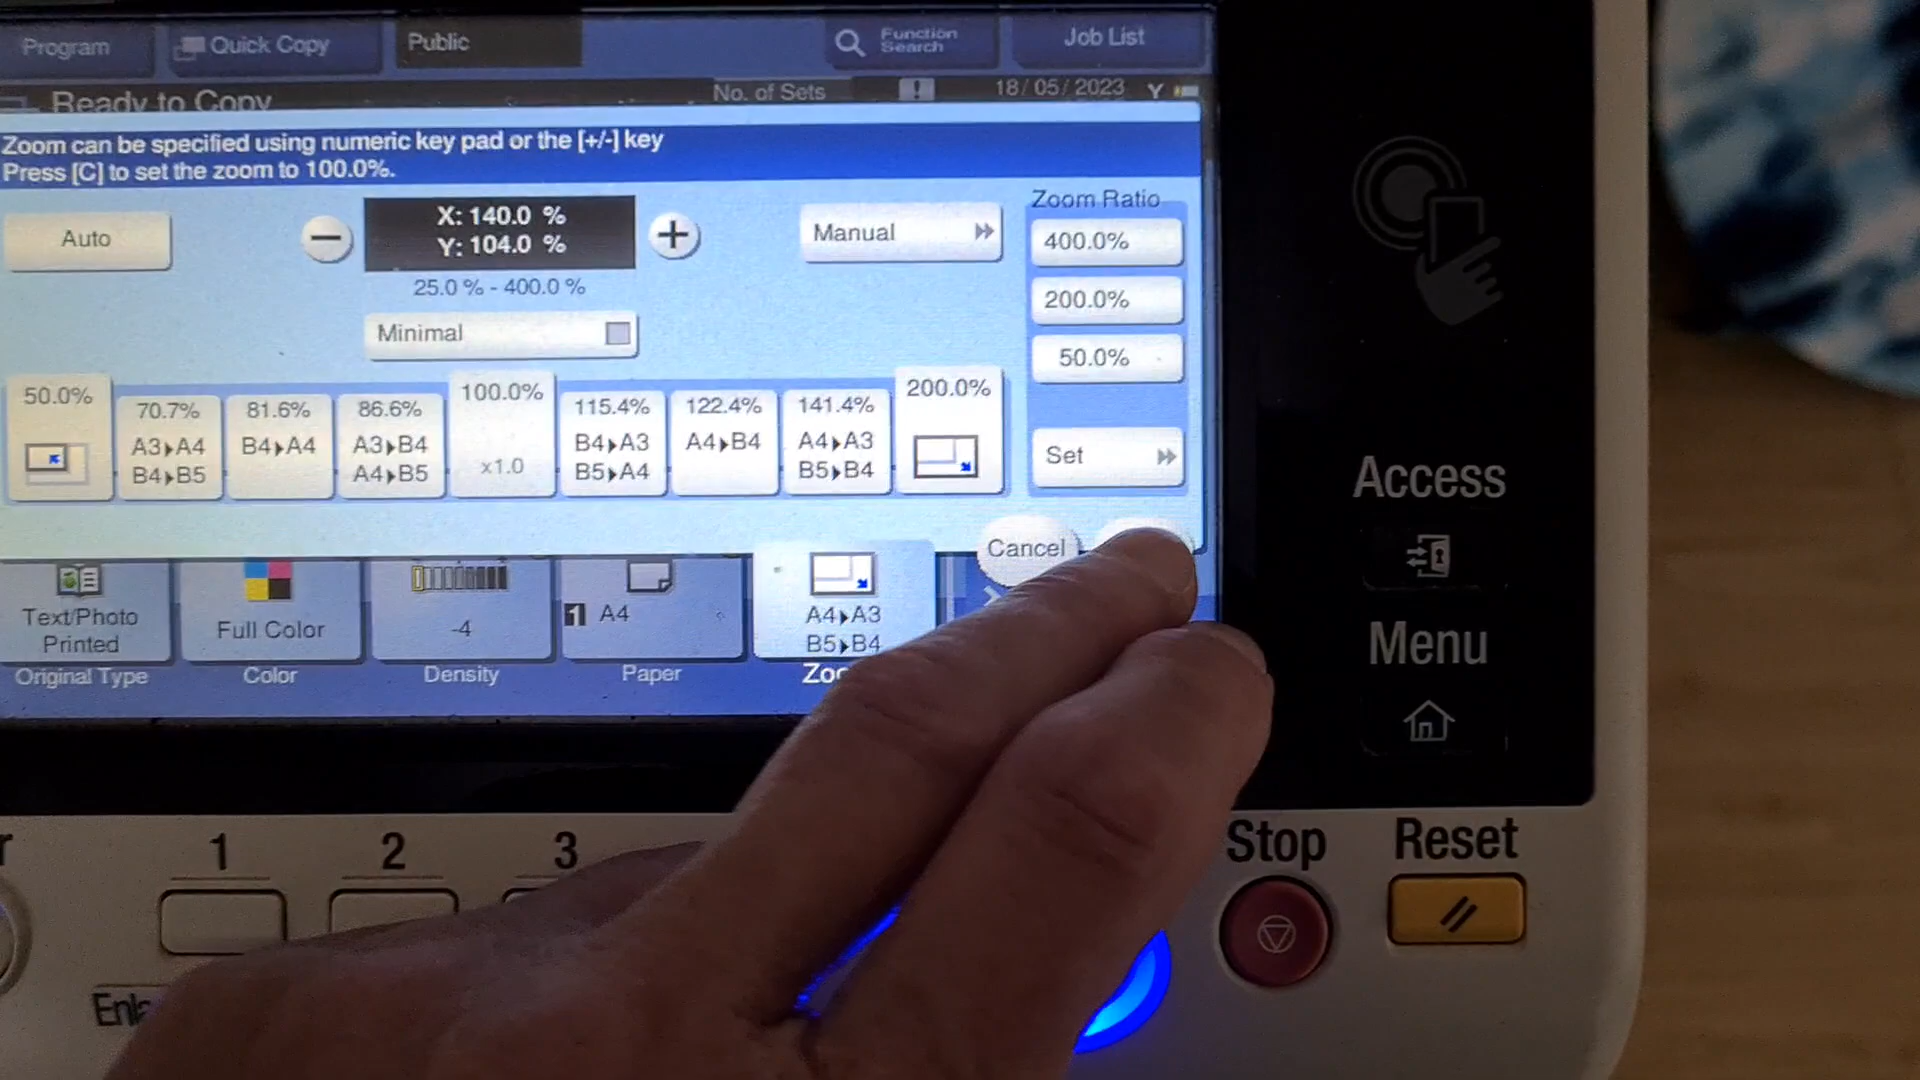 Program
Quick Copy
Public
Function
Search
Job List
Ready to Copy
No. of Sets
!
18/05/2023
Y
Zoom can be specified using numeric key pad or the [+/-] key
Press [C] to set the zoom to 100.0%.
Auto
−
X: 140.0 %
Y: 104.0 %
+
25.0 % - 400.0 %
Minimal
Manual
Zoom Ratio
400.0%
200.0%
50.0%
Set
50.0%
70.7%
A3▸A4
B4▸B5
81.6%
B4▸A4
86.6%
A3▸B4
A4▸B5
100.0%
x1.0
115.4%
B4▸A3
B5▸A4
122.4%
A4▸B4
141.4%
A4▸A3
B5▸B4
200.0%
Cancel
Text/Photo
Printed
Original Type
Full Color
Color
-4
Density
1 A4
Paper
A4▸A3
B5▸B4
Zoo
Access
Menu
1
2
3
Stop
Reset
Enla